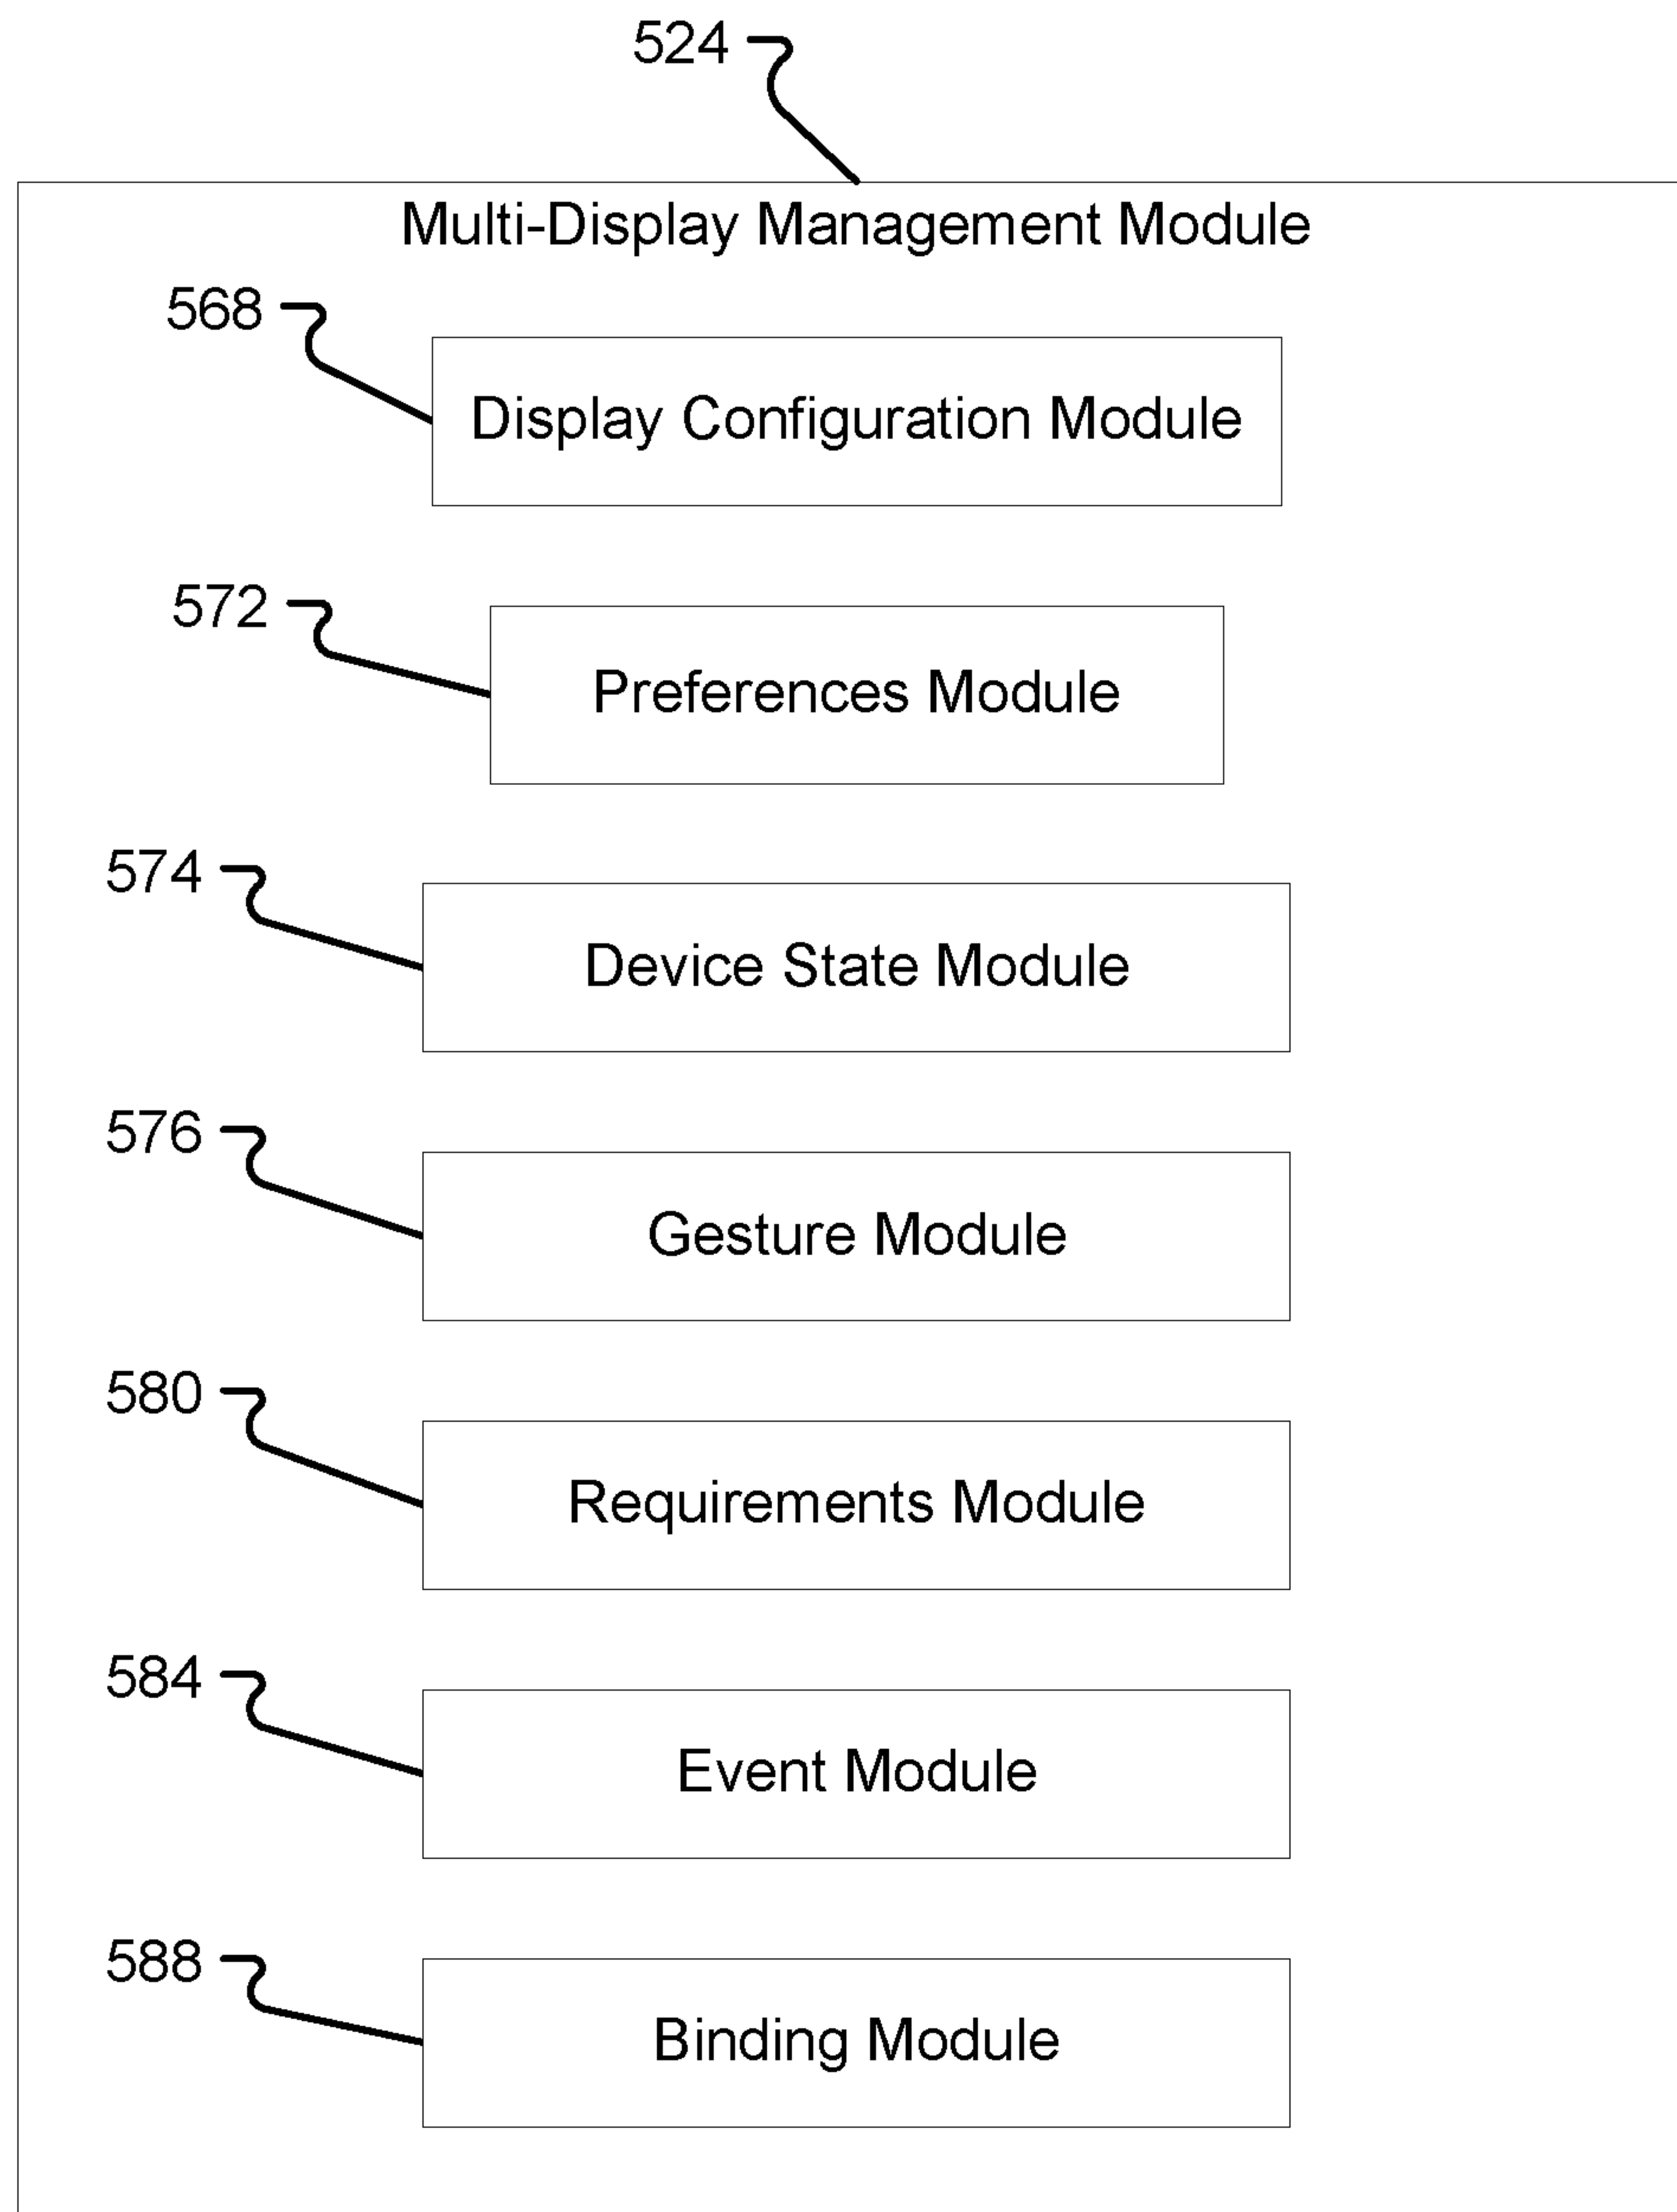 524
Multi-Display Management Module
568
Display Configuration Module
572
Preferences Module
574
Device State Module
576
Gesture Module
580
Requirements Module
584
Event Module
588
Binding Module